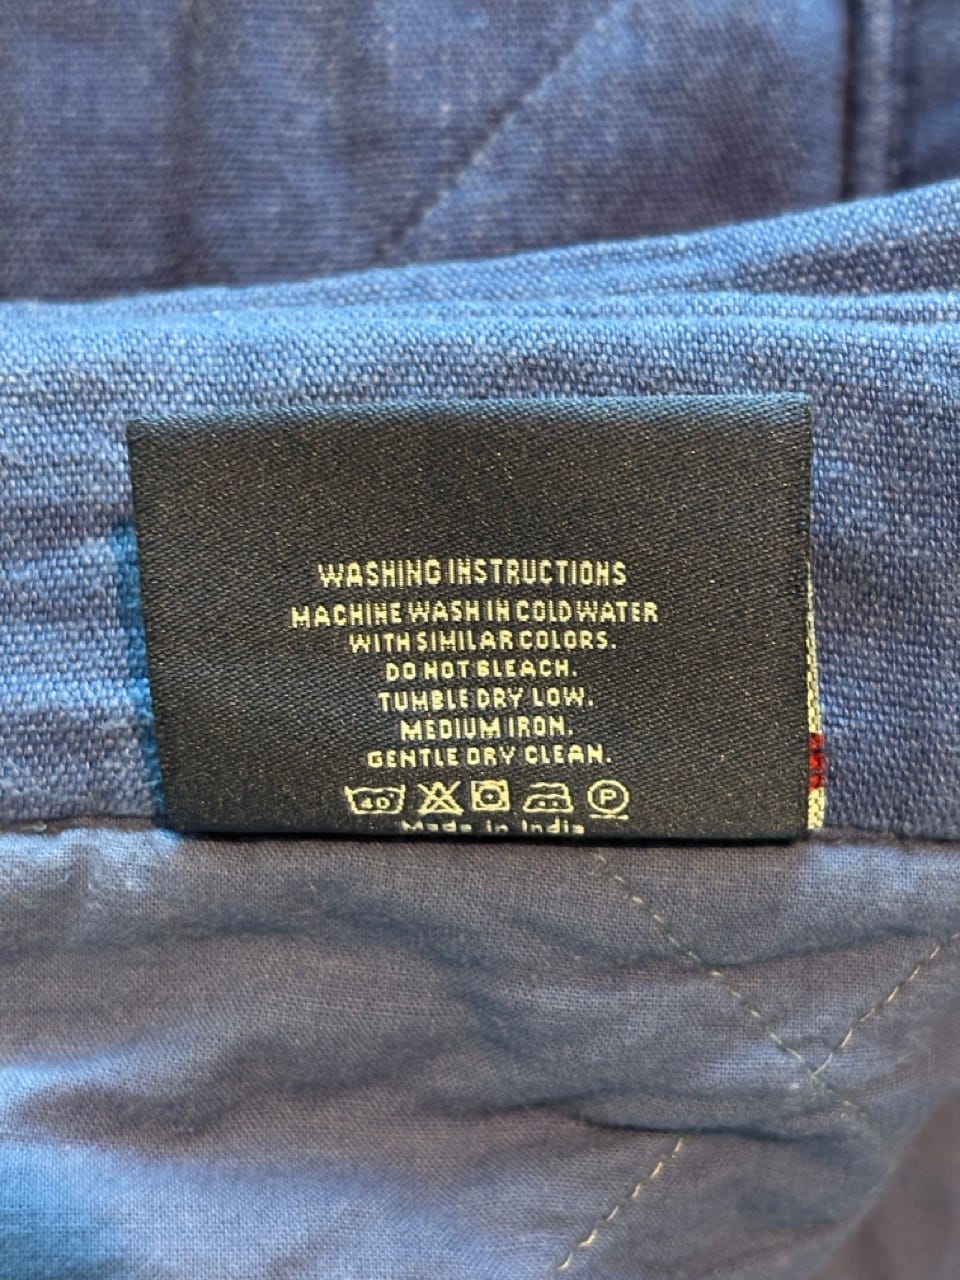 WASHING INSTRUCTIONS
MACHINE WASH IN COLD WATER
WITH SIMILAR COLORS.
DO NOT BLEACH.
TUMBLE DRY LOW.
MEDIUM IRON.
GENTLE DRY CLEAN.
40° P
Made in India